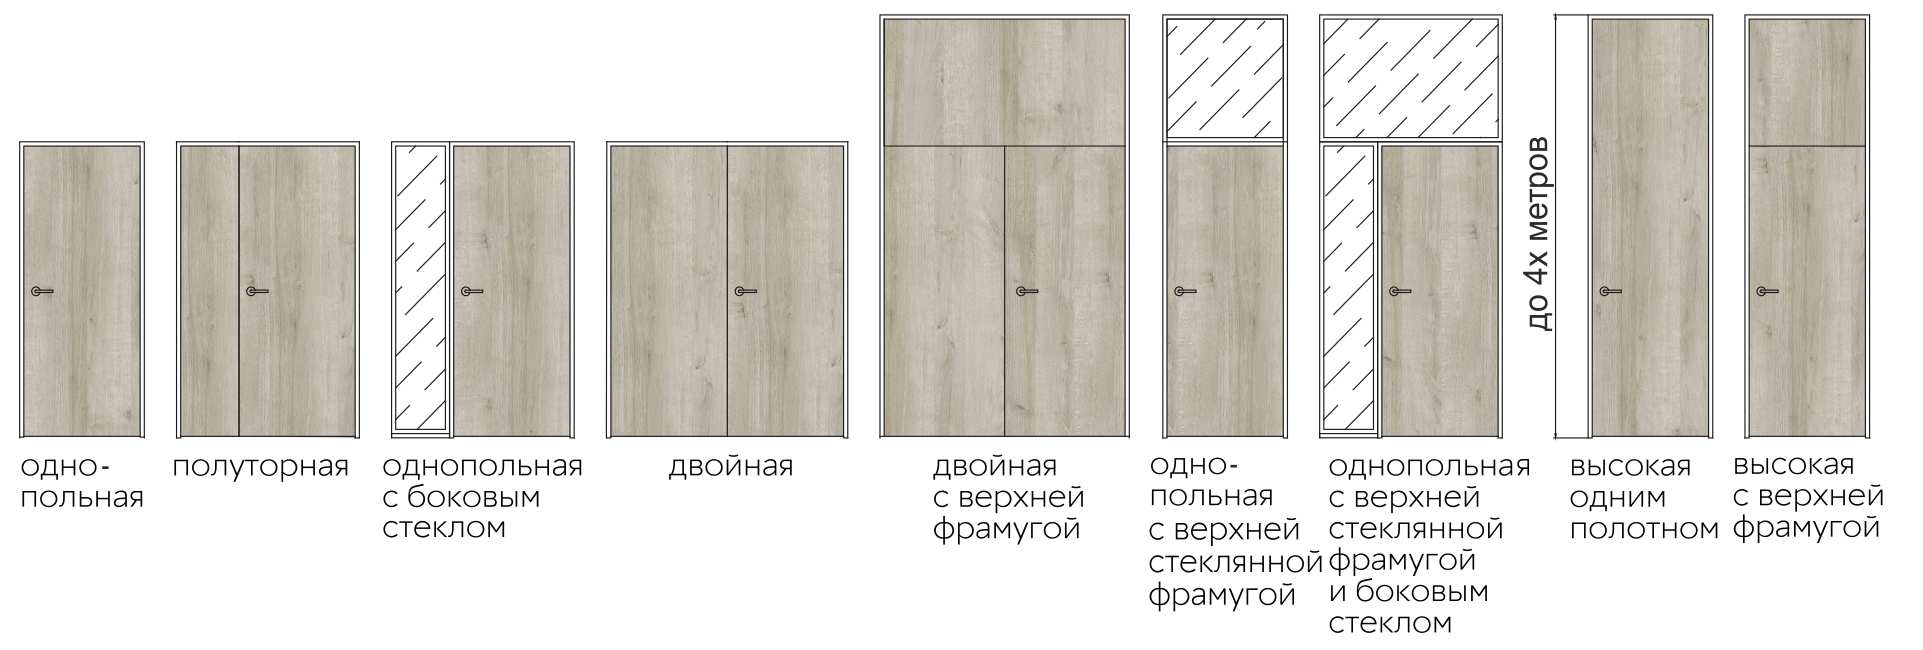 одно-
польная
полуторная
однопольная
с боковым
стеклом
двойная
двойная
с верхней
фрамугой
одно-
польная
с верхней
стеклянной
фрамугой
однопольная
с верхней
стеклянной
фрамугой
и боковым
стеклом
до 4х метров
высокая
одним
полотном
высокая
с верхней
фрамугой